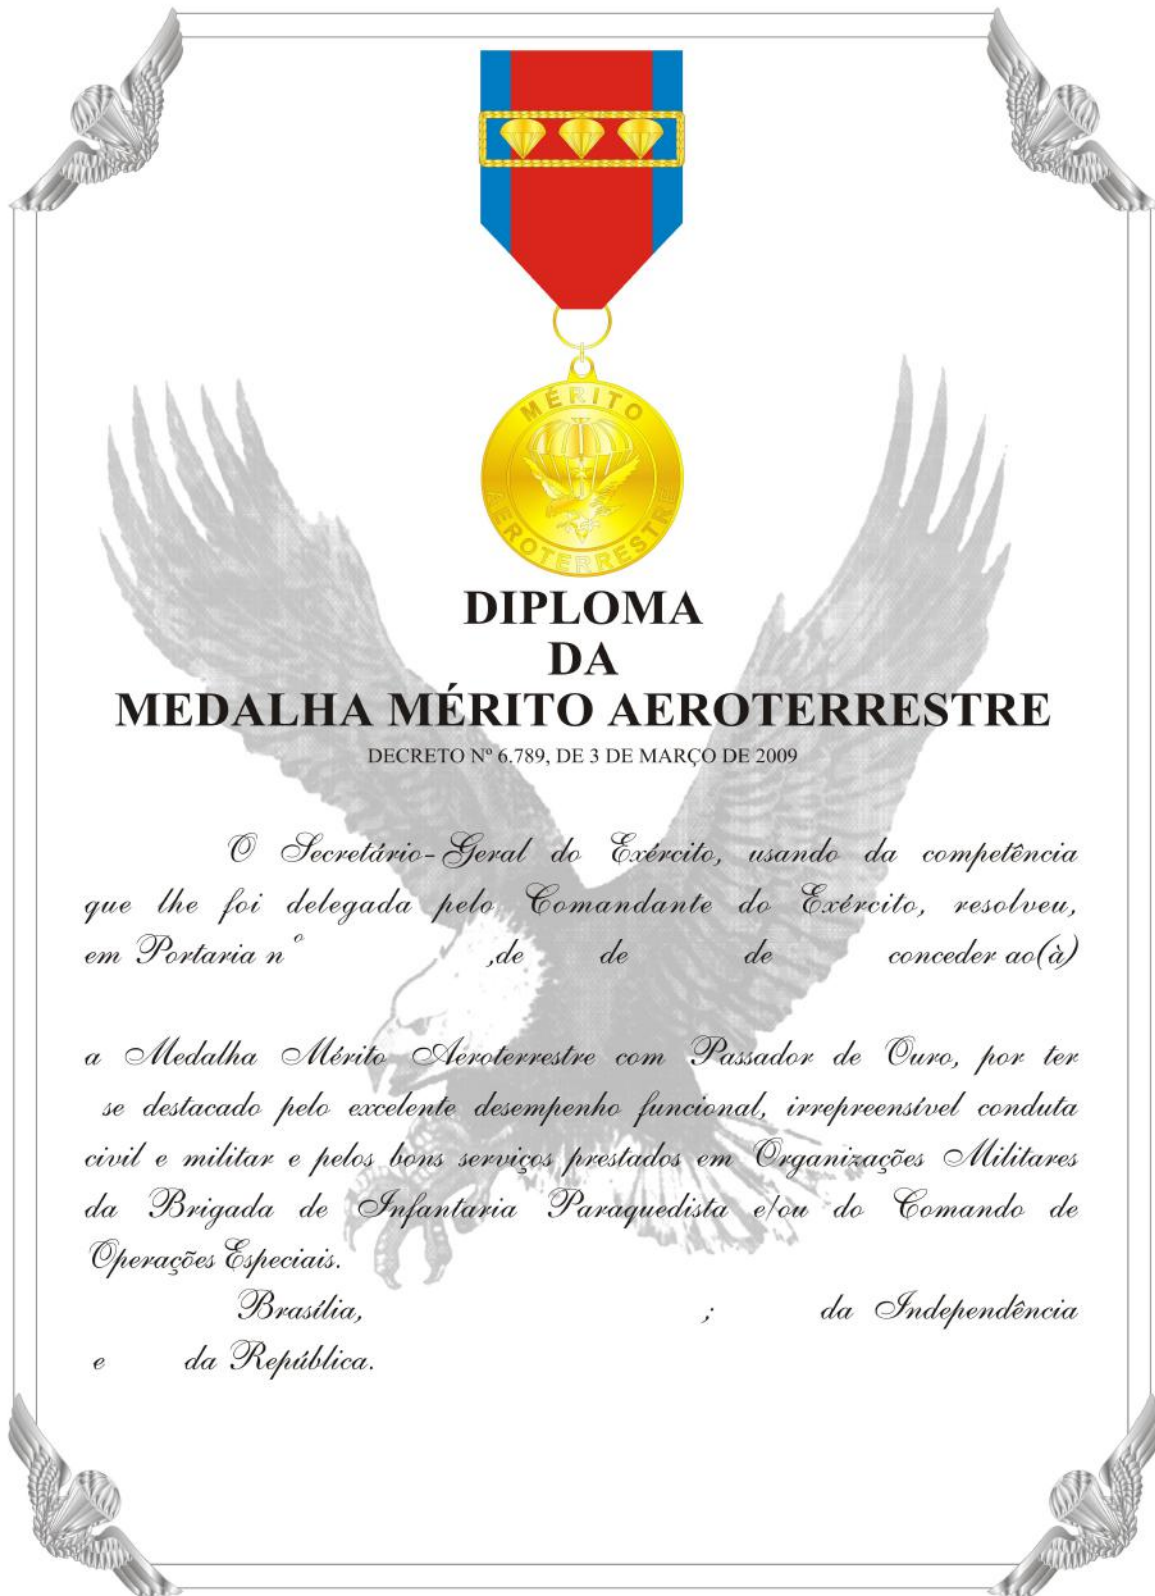 MÉRITO
AEROTERRESTRE
DIPLOMA
DA
MEDALHA MÉRITO AEROTERRESTRE
DECRETO Nº 6.789, DE 3 DE MARÇO DE 2009
O Secretário-Geral do Exército, usando da competência
que lhe foi delegada pelo Comandante do Exército, resolveu,
em Portaria nº ,de de de conceder ao(à)
a Medalha Mérito Aeroterrestre com Passador de Ouro, por ter
se destacado pelo excelente desempenho funcional, irrepreensível conduta
civil e militar e pelos bons serviços prestados em Organizações Militares
da Brigada de Infantaria Paraquedista e/ou do Comando de
Operações Especiais.
Brasília, ; da Independência
e da República.